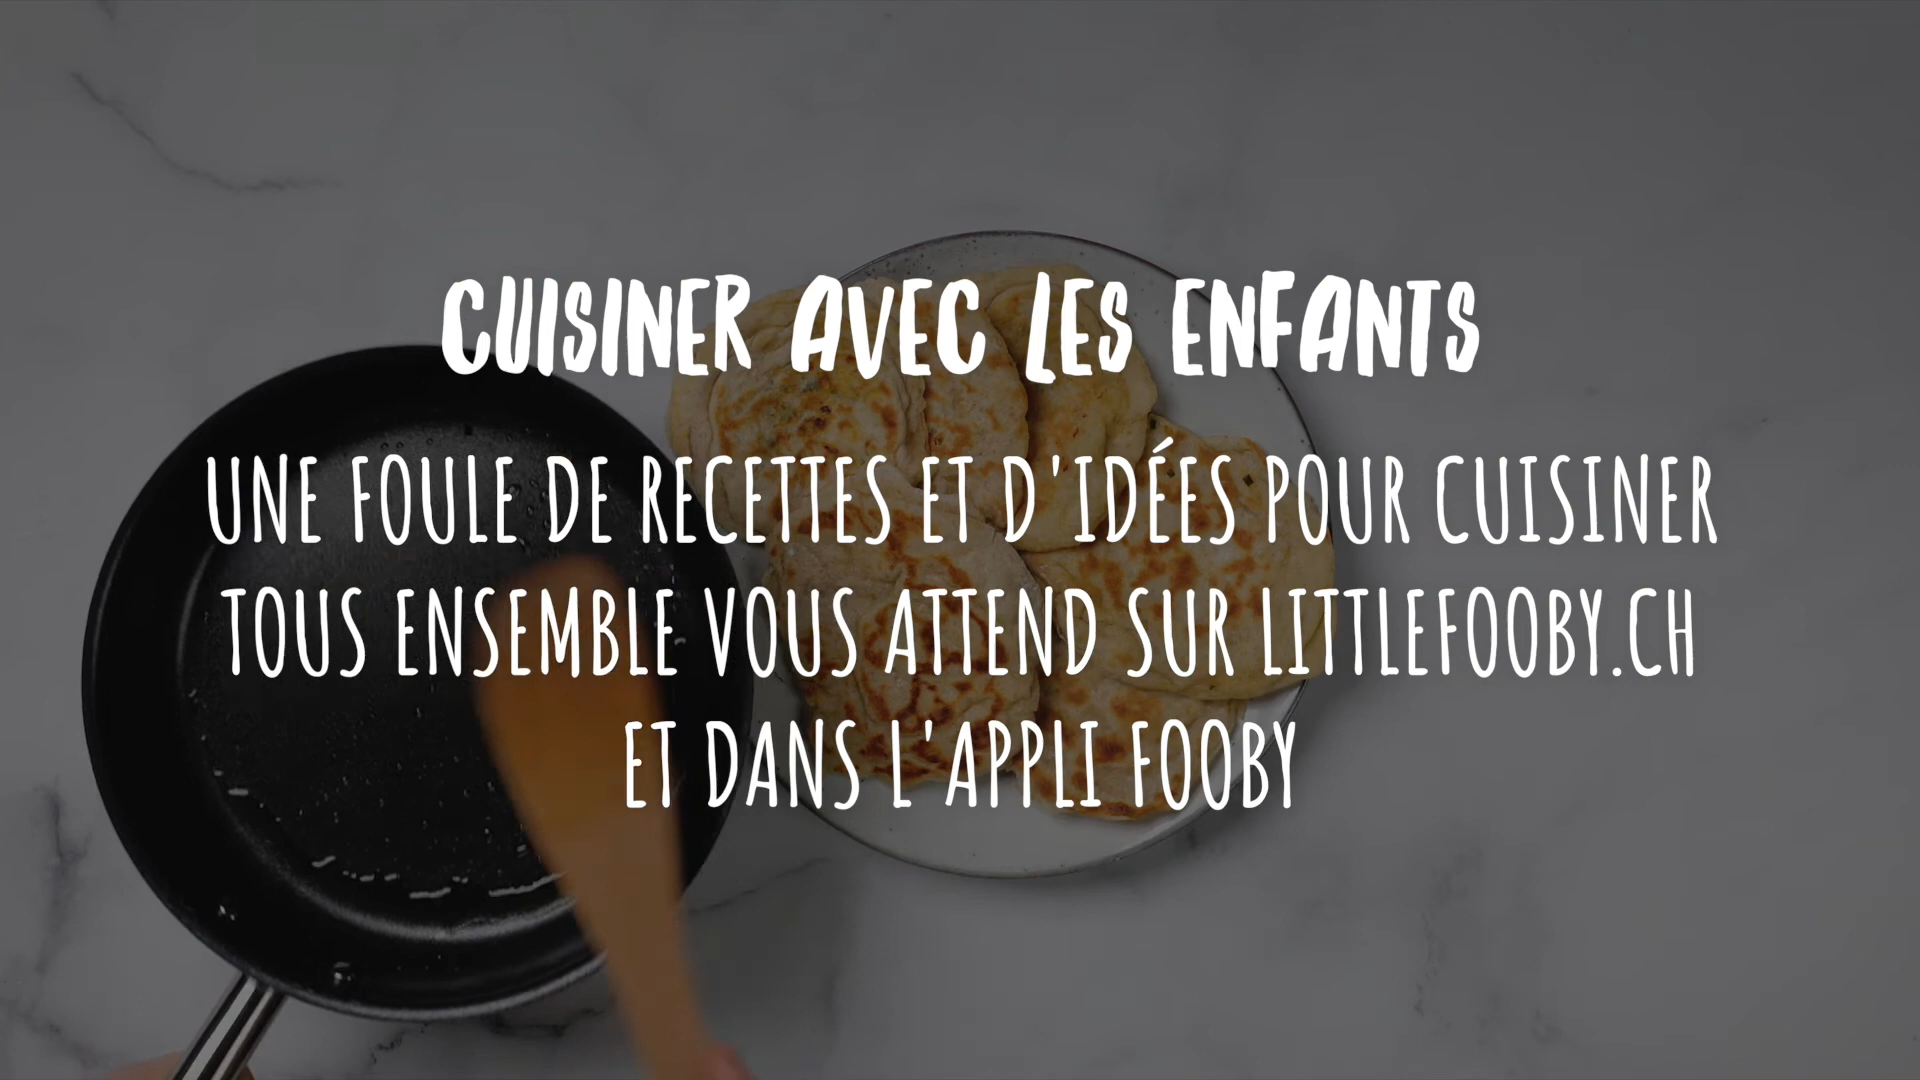 CUISINER AVEC LES ENFANTS
UNE FOULE DE RECETTES ET D'IDÉES POUR CUISINER
TOUS ENSEMBLE VOUS ATTEND SUR LITTLEFOOBY.CH
ET DANS L'APPLI FOOBY